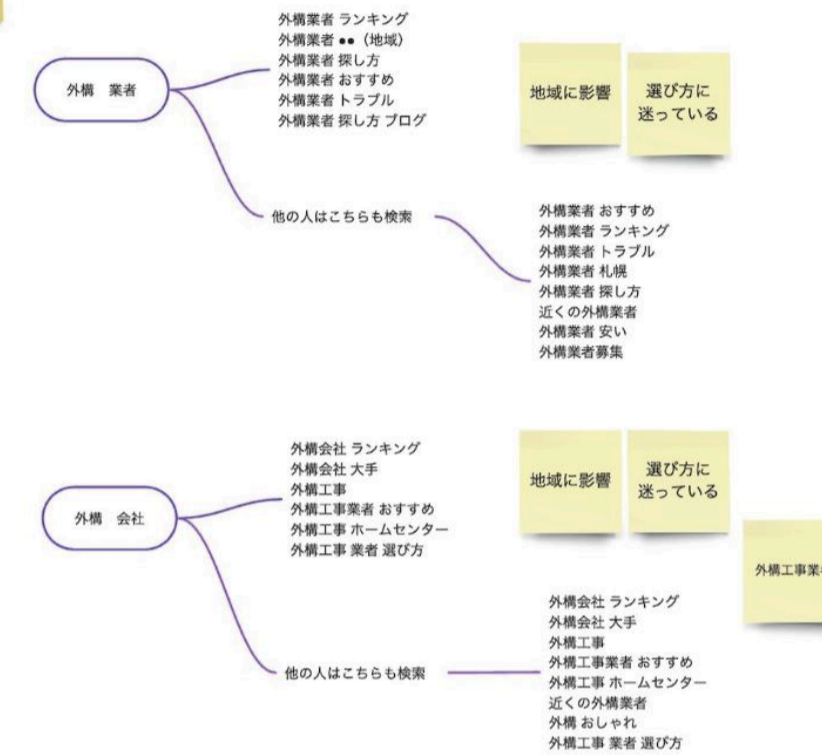 外構業者 ランキング
外構業者 ●●（地域）
外構業者 探し方
外構業者 おすすめ
外構業者 トラブル
外構業者 探し方 ブログ
外構　業者
地域に影響
選び方に
迷っている
他の人はこちらも検索
外構業者 おすすめ
外構業者 ランキング
外構業者 トラブル
外構業者 札幌
外構業者 探し方
近くの外構業者
外構業者 安い
外構業者募集
外構会社 ランキング
外構会社 大手
外構工事
外構工事業者 おすすめ
外構工事 ホームセンター
外構工事 業者 選び方
外構　会社
地域に影響
選び方に
迷っている
外構工事業
他の人はこちらも検索
外構会社 ランキング
外構会社 大手
外構工事
外構工事業者 おすすめ
外構工事 ホームセンター
近くの外構業者
外構 おしゃれ
外構工事 業者 選び方